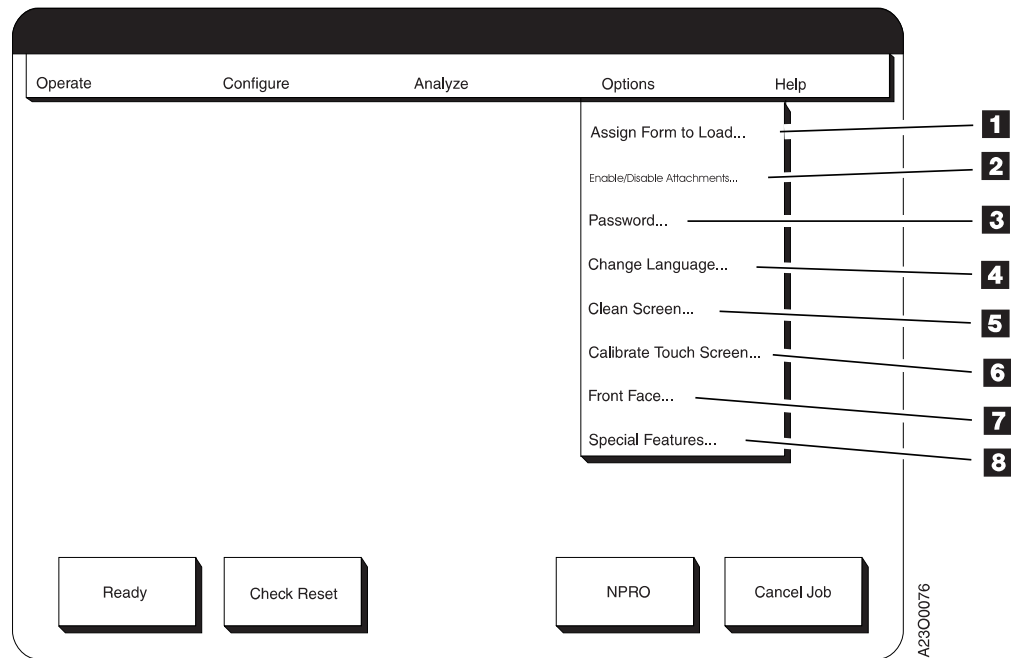 Operate Configure Analyze Options Help
Assign Form to Load... 1
Enable/Disable Attachments... 2
Password... 3
Change Language... 4
Clean Screen... 5
Calibrate Touch Screen... 6
Front Face... 7
Special Features... 8
Ready Check Reset NPRO Cancel Job
A23O0076